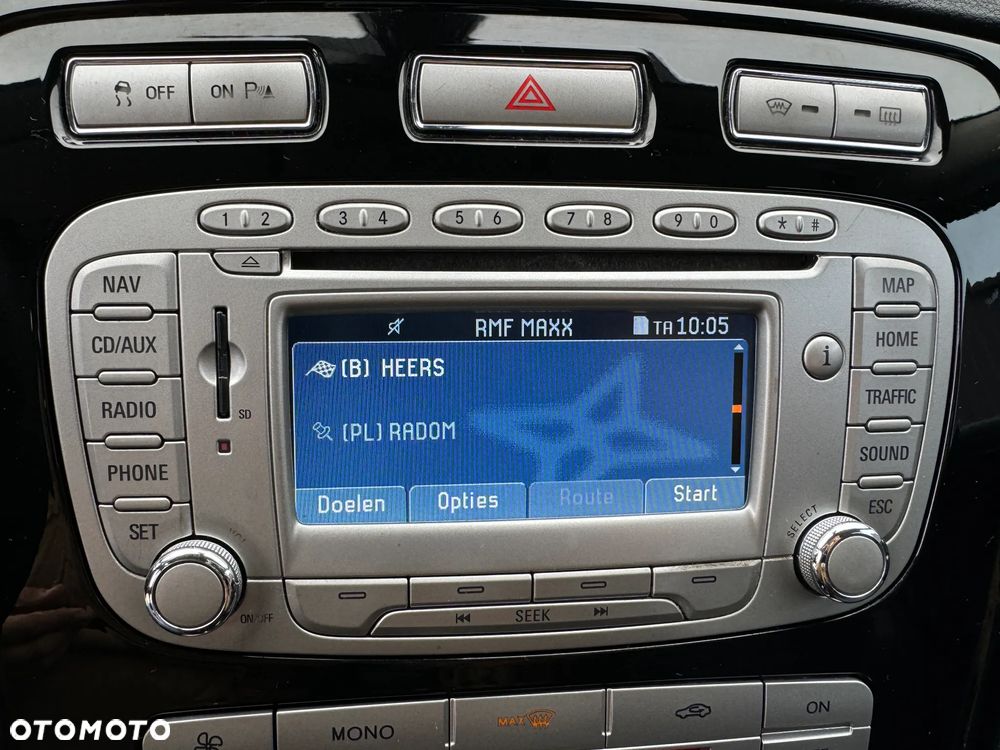 OFF ON P
1 2 3 4 5 6 7 8 9 0 * #
NAV
CD/AUX
RADIO
PHONE
SET
SD
RMF MAXX TA 10:05
(B) HEERS
(PL) RADOM
Doelen Opties Route Start
MAP
HOME
TRAFFIC
SOUND
ESC
i
SELECT
ON/OFF
SEEK
MONO MAX ON
OTOMOTO